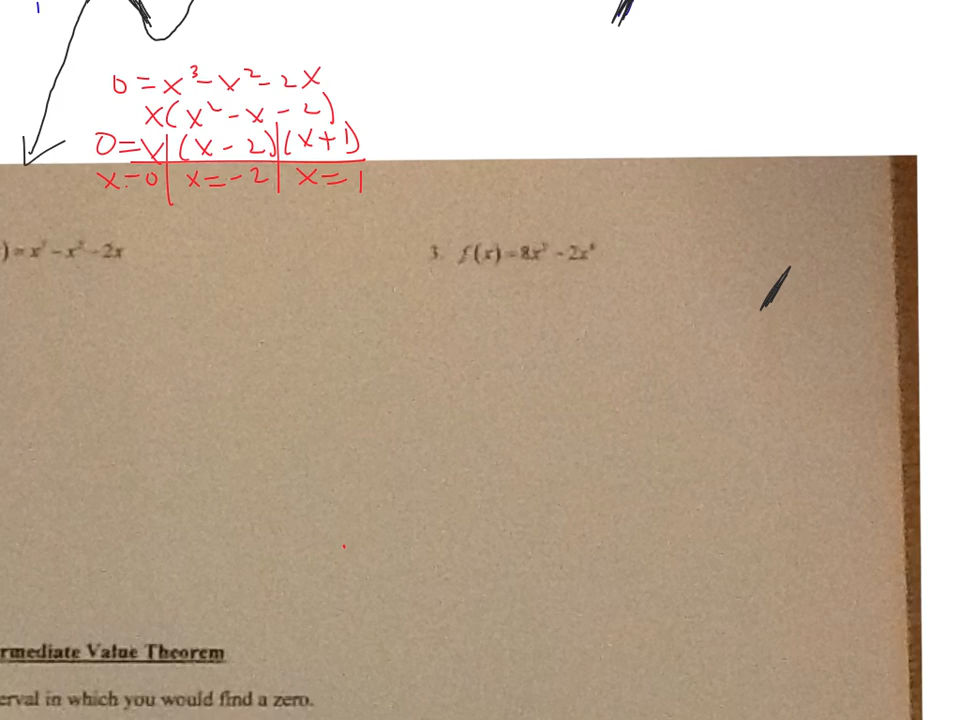 0 = x³ - x² - 2x
x(x² - x - 2)
0 = x | (x - 2) | (x + 1)
x = 0 | x = -2 | x = 1
) = x³ - x² - 2x
3. f(x) = 8x³ - 2x⁴
rmediate Value Theorem
erval in which you would find a zero.